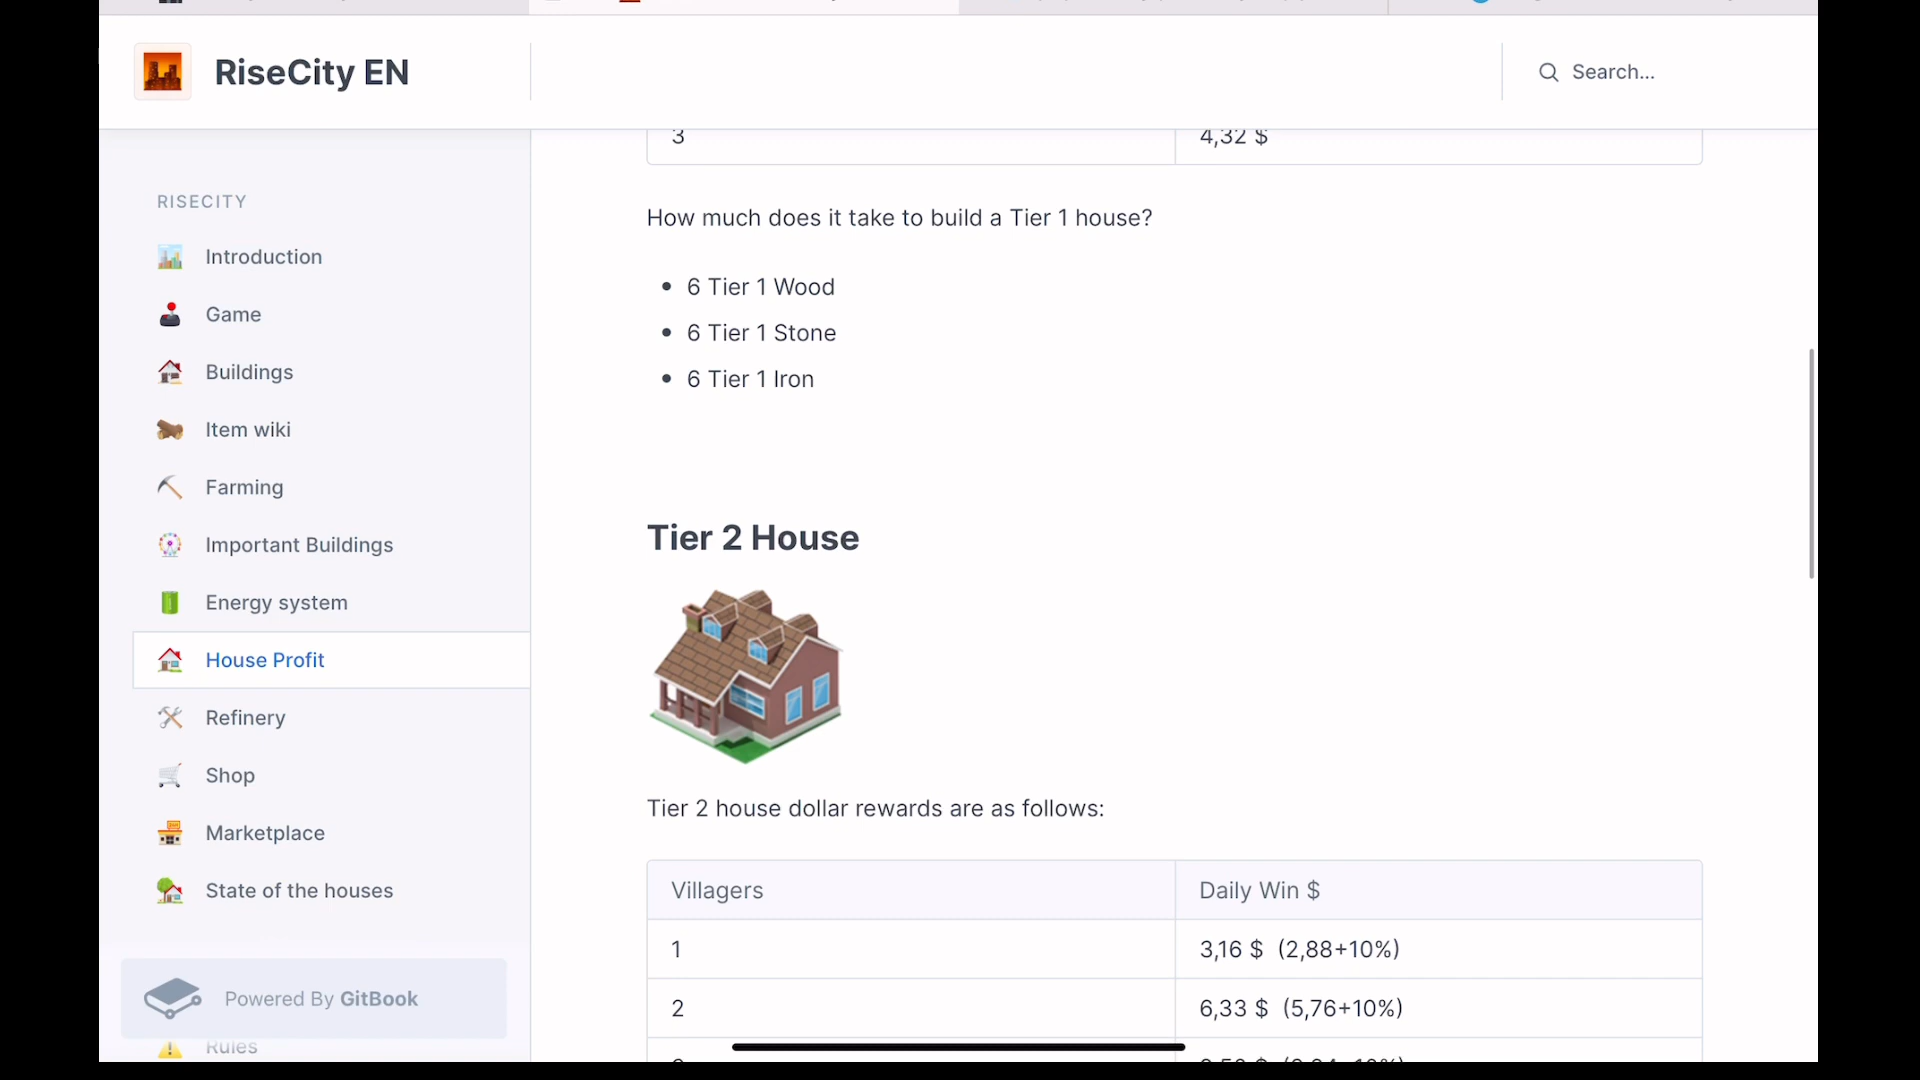 RiseCity EN
Search...
RISECITY
Introduction
Game
Buildings
Item wiki
Farming
Important Buildings
Energy system
House Profit
Refinery
Shop
Marketplace
State of the houses
Powered By GitBook
Rules
3 4,32 $
How much does it take to build a Tier 1 house?
• 6 Tier 1 Wood
• 6 Tier 1 Stone
• 6 Tier 1 Iron
Tier 2 House
Tier 2 house dollar rewards are as follows:
Villagers Daily Win $
1 3,16 $ (2,88+10%)
2 6,33 $ (5,76+10%)